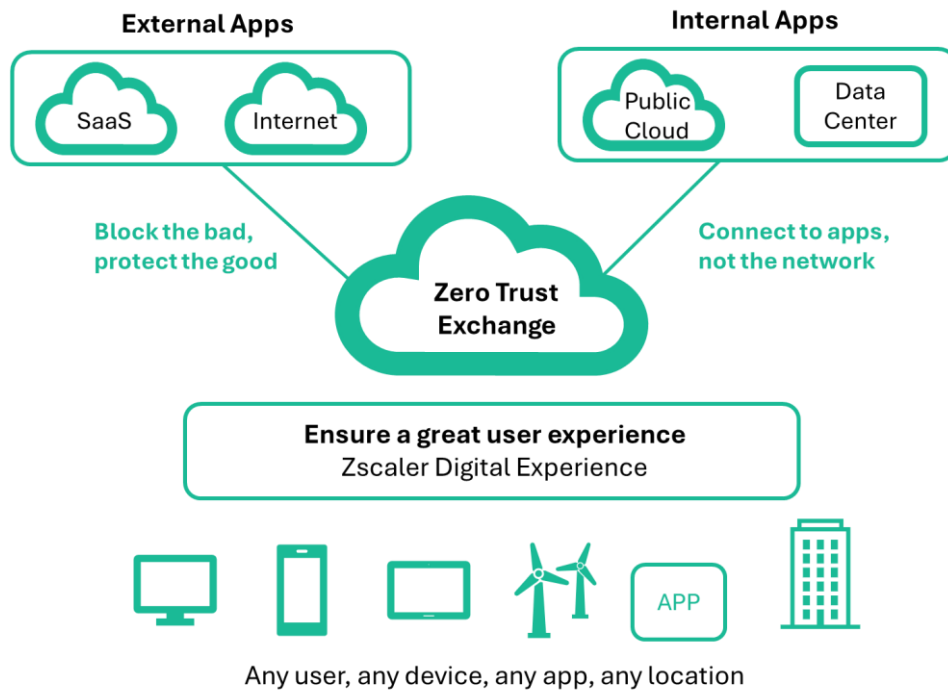 External Apps
Internal Apps
SaaS
Internet
Public
Cloud
Data
Center
Block the bad,
protect the good
Connect to apps,
not the network
Zero Trust
Exchange
Ensure a great user experience
Zscaler Digital Experience
APP
Any user, any device, any app, any location